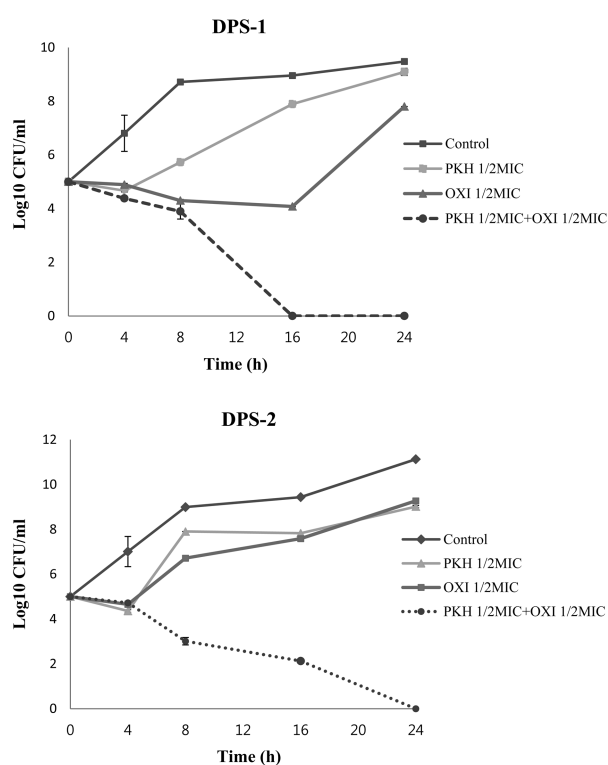 DPS-1
Log10 CFU/ml
10
8
6
4
2
0
0 4 8 12 16 20 24
Time (h)
Control
PKH 1/2MIC
OXI 1/2MIC
PKH 1/2MIC+OXI 1/2MIC
DPS-2
Log10 CFU/ml
12
10
8
6
4
2
0
0 4 8 12 16 20 24
Time (h)
Control
PKH 1/2MIC
OXI 1/2MIC
PKH 1/2MIC+OXI 1/2MIC